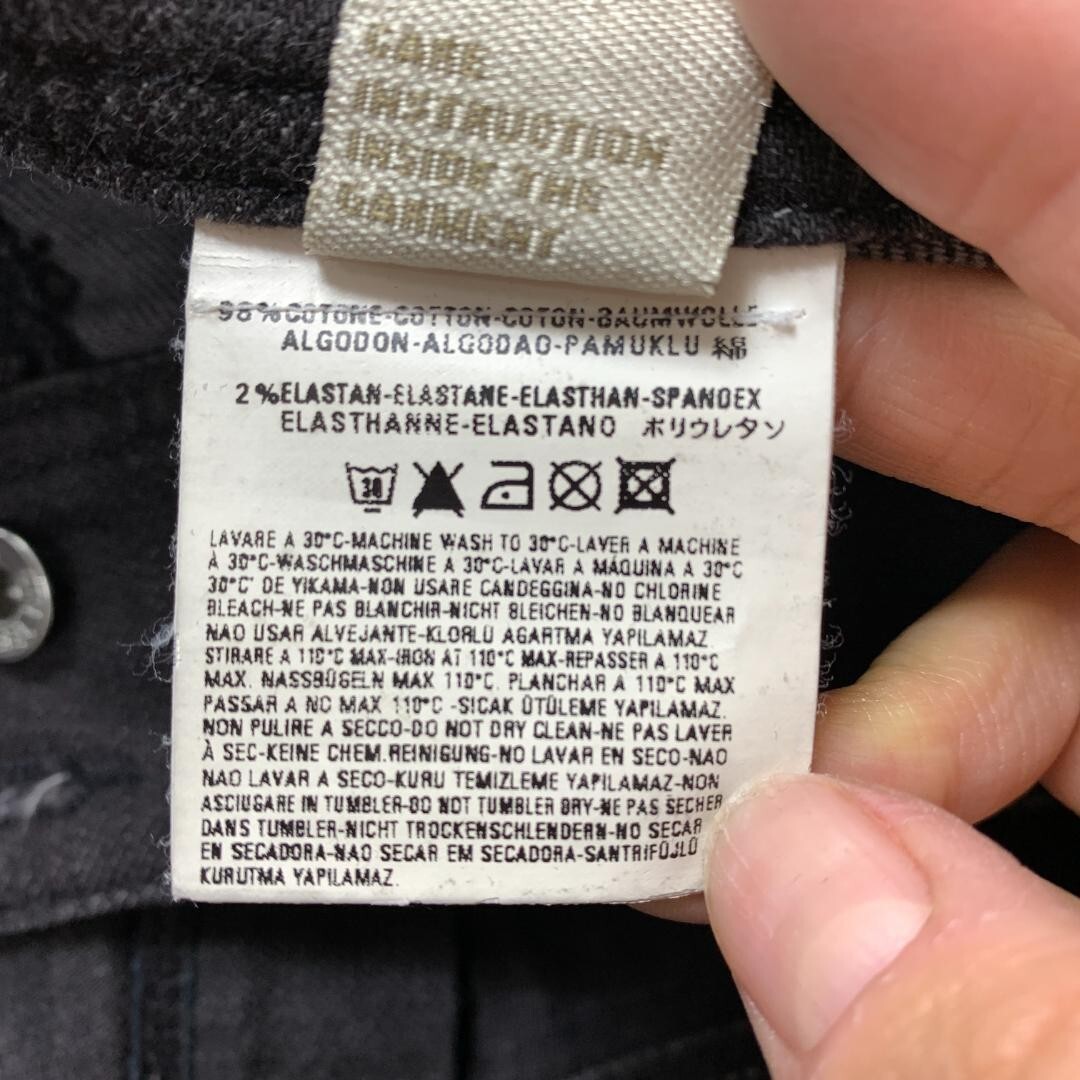 CARE
INSTRUCTION
INSIDE THE
GARMENT
98%COTONE-COTTON-COTON-BAUMWOLLE
ALGODON-ALGODAO-PAMUKLU 綿
2%ELASTAN-ELASTANE-ELASTHAN-SPANDEX
ELASTHANNE-ELASTANO ポリウレタン
30
LAVARE A 30°C-MACHINE WASH TO 30°C-LAVER A MACHINE
À 30°C-WASCHMASCHINE A 30°C-LAVAR A MÁQUINA A 30°C
30°C' DE YIKAMA-NON USARE CANDEGGINA-NO CHLORINE
BLEACH-NE PAS BLANCHIR-NICHT BLEICHEN-NO BLANQUEAR
NAO USAR ALVEJANTE-KLORLU AGARTMA YAPILAMAZ
STIRARE A 110°C MAX-IRON AT 110°C MAX-REPASSER A 110°C
MAX. NASSBÜGELN MAX 110°C. PLANCHAR A 110°C MAX
PASSAR A NO MAX 110°C -SICAK ÜTÜLEME YAPILAMAZ.
NON PULIRE A SECCO-DO NOT DRY CLEAN-NE PAS LAVER
À SEC-KEINE CHEM.REINIGUNG-NO LAVAR EN SECO-NAO
NAO LAVAR A SECO-KURU TEMIZLEME YAPILAMAZ-NON
ASCIUGARE IN TUMBLER-DO NOT TUMBLER DRY-NE PAS SECHER
DANS TUMBLER-NICHT TROCKENSCHLENDERN-NO SECAR
EN SECADORA-NAO SECAR EM SECADORA-SANTRIFÜJLÜ
KURUTMA YAPILAMAZ.